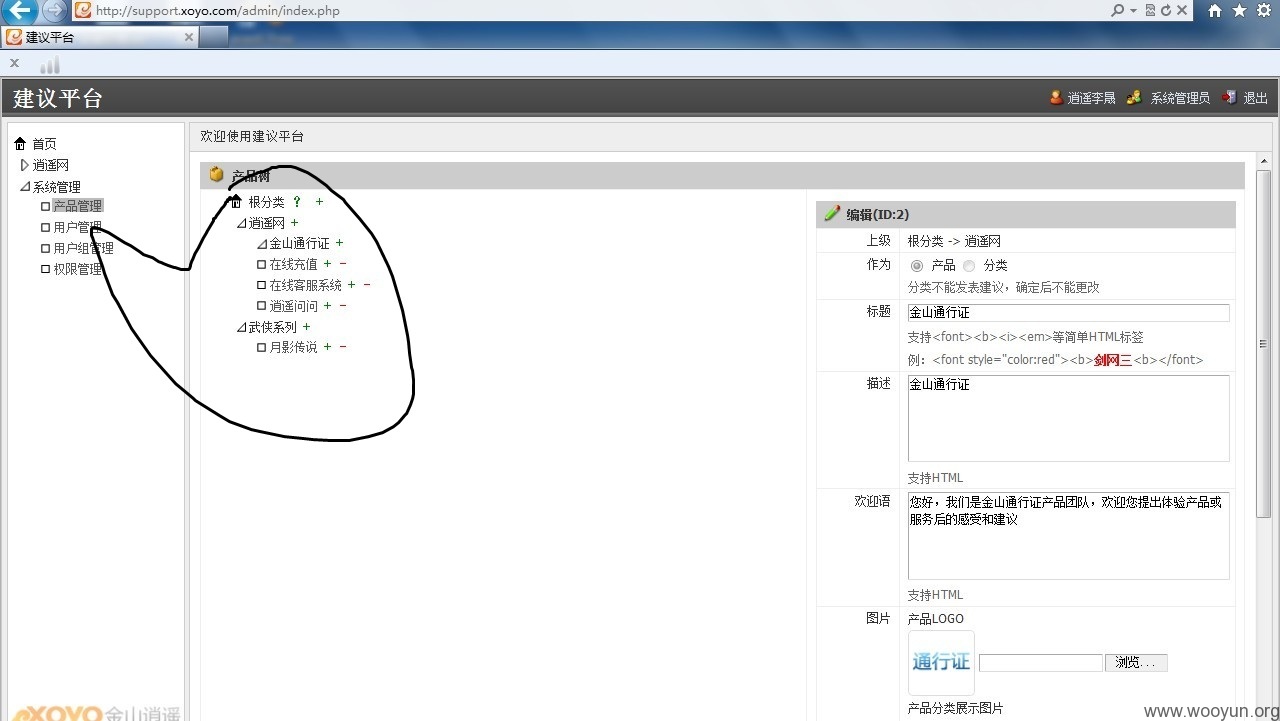 http://support.xoyo.com/admin/index.php
建议平台
建议平台
逍遥李晨 系统管理员 退出
首页
逍遥网
系统管理
产品管理
用户管理
用户组管理
权限管理
欢迎使用建议平台
产品树
根分类 ? +
逍遥网 +
金山通行证 +
在线充值 + −
在线客服系统 + −
逍遥问问 + −
武侠系列 +
月影传说 + −
编辑(ID:2)
上级 根分类 -> 逍遥网
作为 产品 分类
分类不能发表建议，确定后不能更改
标题 金山通行证
支持<font><b><i><em>等简单HTML标签
例：<font style="color:red"><b>剑网三<b></font>
描述 金山通行证
支持HTML
欢迎语 您好，我们是金山通行证产品团队，欢迎您提出体验产品或
服务后的感受和建议
支持HTML
图片 产品LOGO
通行证 浏览...
产品分类展示图片
XOYO 金山逍遥
www.wooyun.org